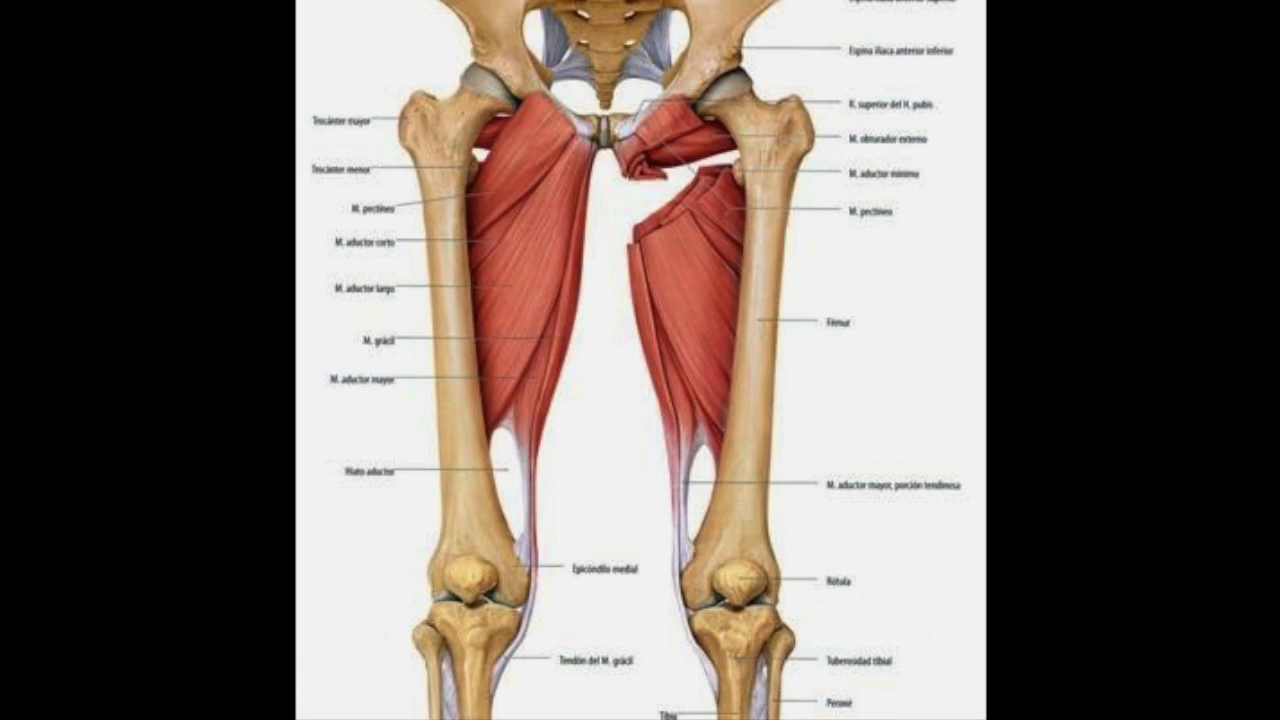 Espina ilíaca anterior superior
Espina ilíaca anterior inferior
R. superior del H. pubis
Trocánter mayor
M. obturador externo
Trocánter menor
M. aductor mínimo
M. pectíneo
M. pectíneo
M. aductor corto
M. aductor largo
Fémur
M. grácil
M. aductor mayor
Hiato aductor
M. aductor mayor, porción tendinosa
Epicóndilo medial
Rótula
Tendón del M. grácil
Tuberosidad tibial
Peroné
Tibia